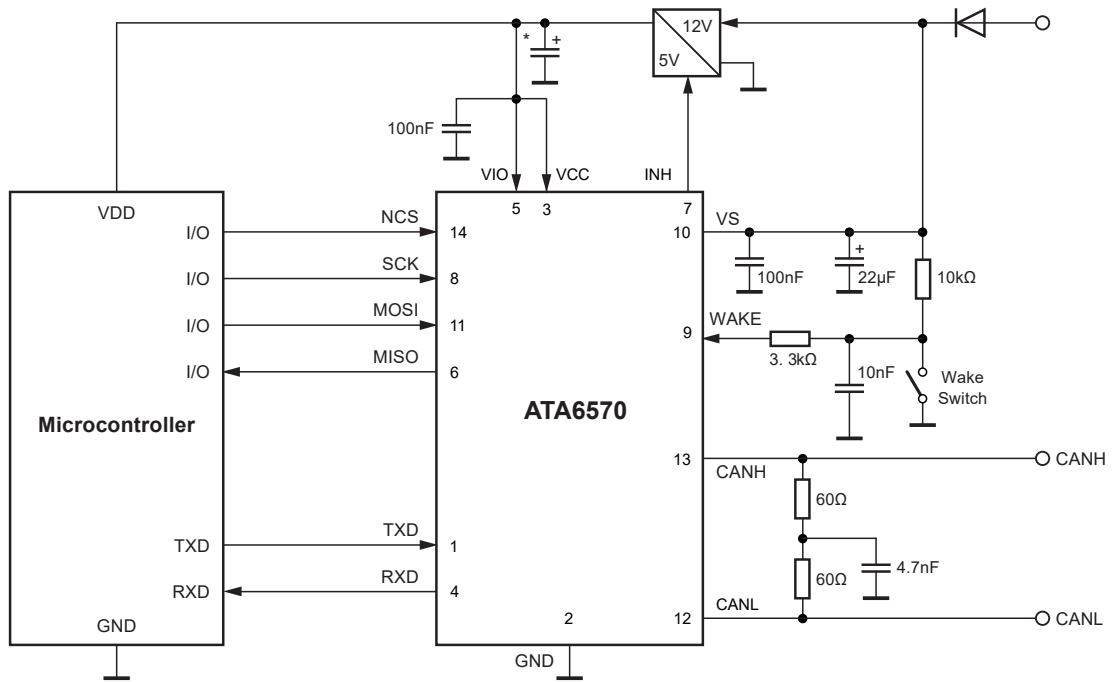 12V
5V
*
+
100nF
VIO
VCC
INH
5
3
7
VDD
I/O
NCS
14
10
VS
+
I/O
SCK
8
100nF
22µF
10kΩ
I/O
MOSI
11
9
WAKE
I/O
MISO
6
3. 3kΩ
10nF
Wake
Switch
Microcontroller
ATA6570
13
CANH
CANH
60Ω
TXD
TXD
1
60Ω
4.7nF
RXD
RXD
4
CANL
12
CANL
GND
2
GND